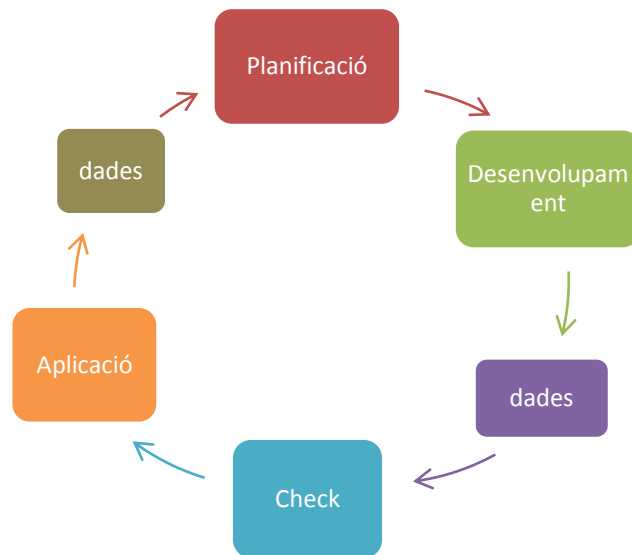 Planificació
Desenvolupam
ent
dades
Check
Aplicació
dades